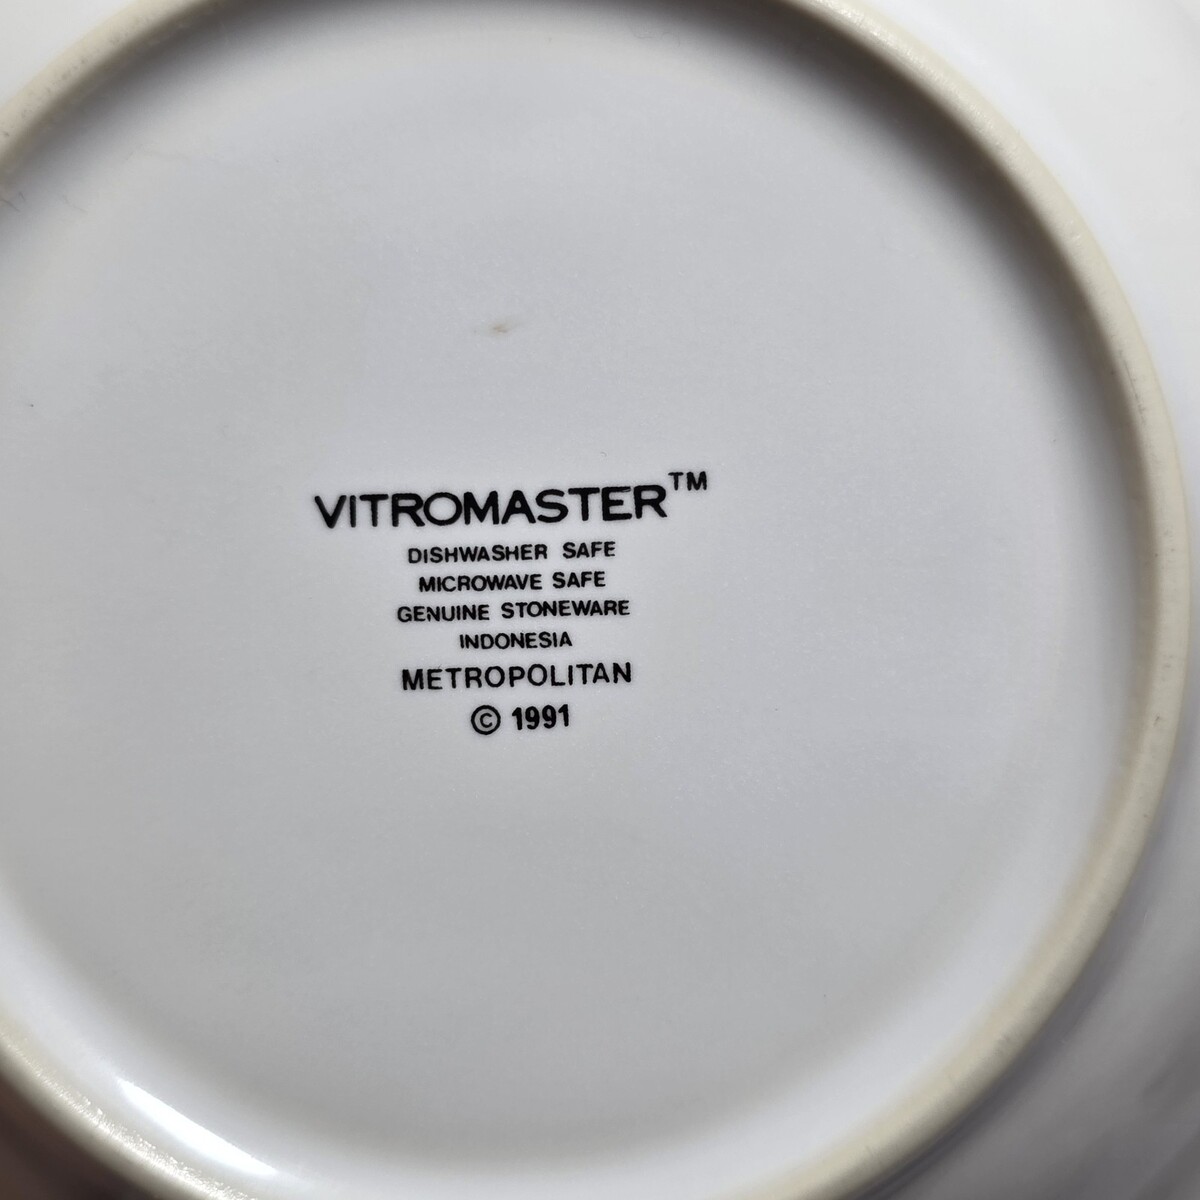 VITROMASTER™
DISHWASHER SAFE
MICROWAVE SAFE
GENUINE STONEWARE
INDONESIA
METROPOLITAN
© 1991